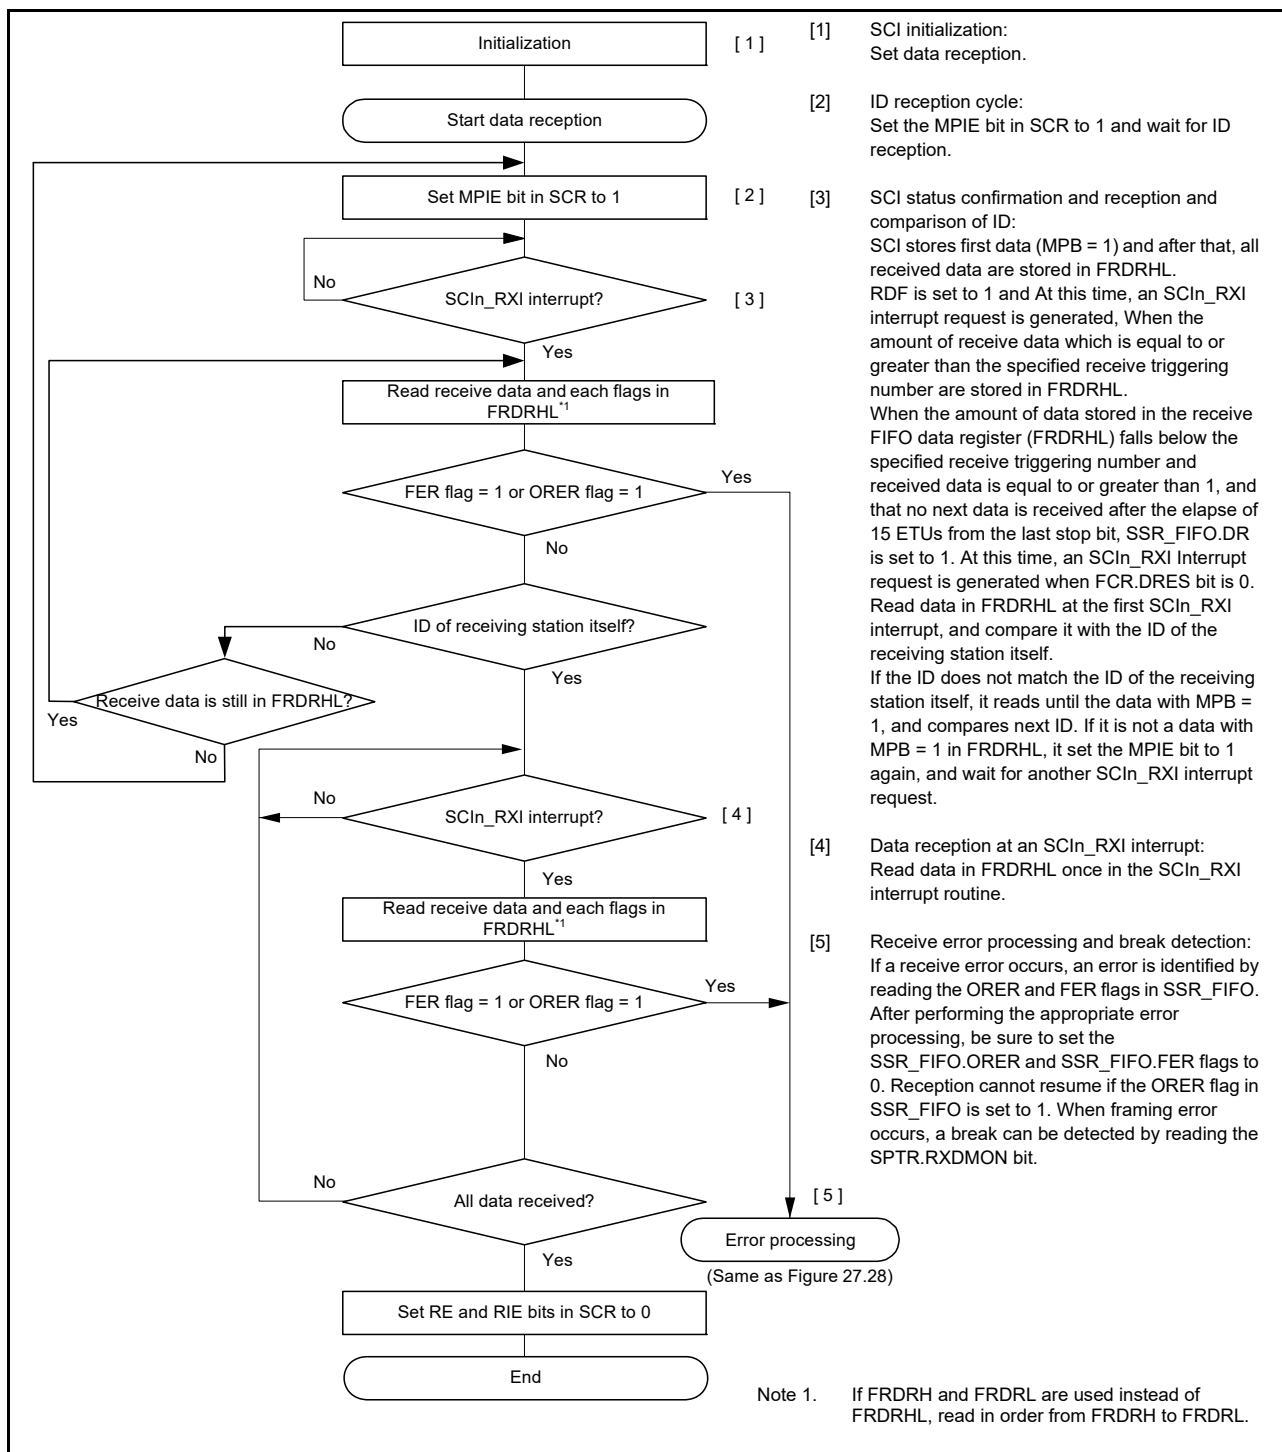 Initialization
[ 1 ]
Start data reception
Set MPIE bit in SCR to 1
[ 2 ]
No
SCIn_RXI interrupt?
[ 3 ]
Yes
Read receive data and each flags in
FRDRHL*1
Yes
FER flag = 1 or ORER flag = 1
No
ID of receiving station itself?
No
Yes
Receive data is still in FRDRHL?
Yes
No
No
SCIn_RXI interrupt?
[ 4 ]
Yes
Read receive data and each flags in
FRDRHL*1
Yes
FER flag = 1 or ORER flag = 1
No
No
All data received?
Yes
[ 5 ]
Error processing
(Same as Figure 27.28)
Set RE and RIE bits in SCR to 0
End
[1] SCI initialization:
Set data reception.
[2] ID reception cycle:
Set the MPIE bit in SCR to 1 and wait for ID
reception.
[3] SCI status confirmation and reception and
comparison of ID:
SCI stores first data (MPB = 1) and after that, all
received data are stored in FRDRHL.
RDF is set to 1 and At this time, an SCIn_RXI
interrupt request is generated, When the
amount of receive data which is equal to or
greater than the specified receive triggering
number are stored in FRDRHL.
When the amount of data stored in the receive
FIFO data register (FRDRHL) falls below the
specified receive triggering number and
received data is equal to or greater than 1, and
that no next data is received after the elapse of
15 ETUs from the last stop bit, SSR_FIFO.DR
is set to 1. At this time, an SCIn_RXI Interrupt
request is generated when FCR.DRES bit is 0.
Read data in FRDRHL at the first SCIn_RXI
interrupt, and compare it with the ID of the
receiving station itself.
If the ID does not match the ID of the receiving
station itself, it reads until the data with MPB =
1, and compares next ID. If it is not a data with
MPB = 1 in FRDRHL, it set the MPIE bit to 1
again, and wait for another SCIn_RXI interrupt
request.
[4] Data reception at an SCIn_RXI interrupt:
Read data in FRDRHL once in the SCIn_RXI
interrupt routine.
[5] Receive error processing and break detection:
If a receive error occurs, an error is identified by
reading the ORER and FER flags in SSR_FIFO.
After performing the appropriate error
processing, be sure to set the
SSR_FIFO.ORER and SSR_FIFO.FER flags to
0. Reception cannot resume if the ORER flag in
SSR_FIFO is set to 1. When framing error
occurs, a break can be detected by reading the
SPTR.RXDMON bit.
Note 1. If FRDRH and FRDRL are used instead of
FRDRHL, read in order from FRDRH to FRDRL.